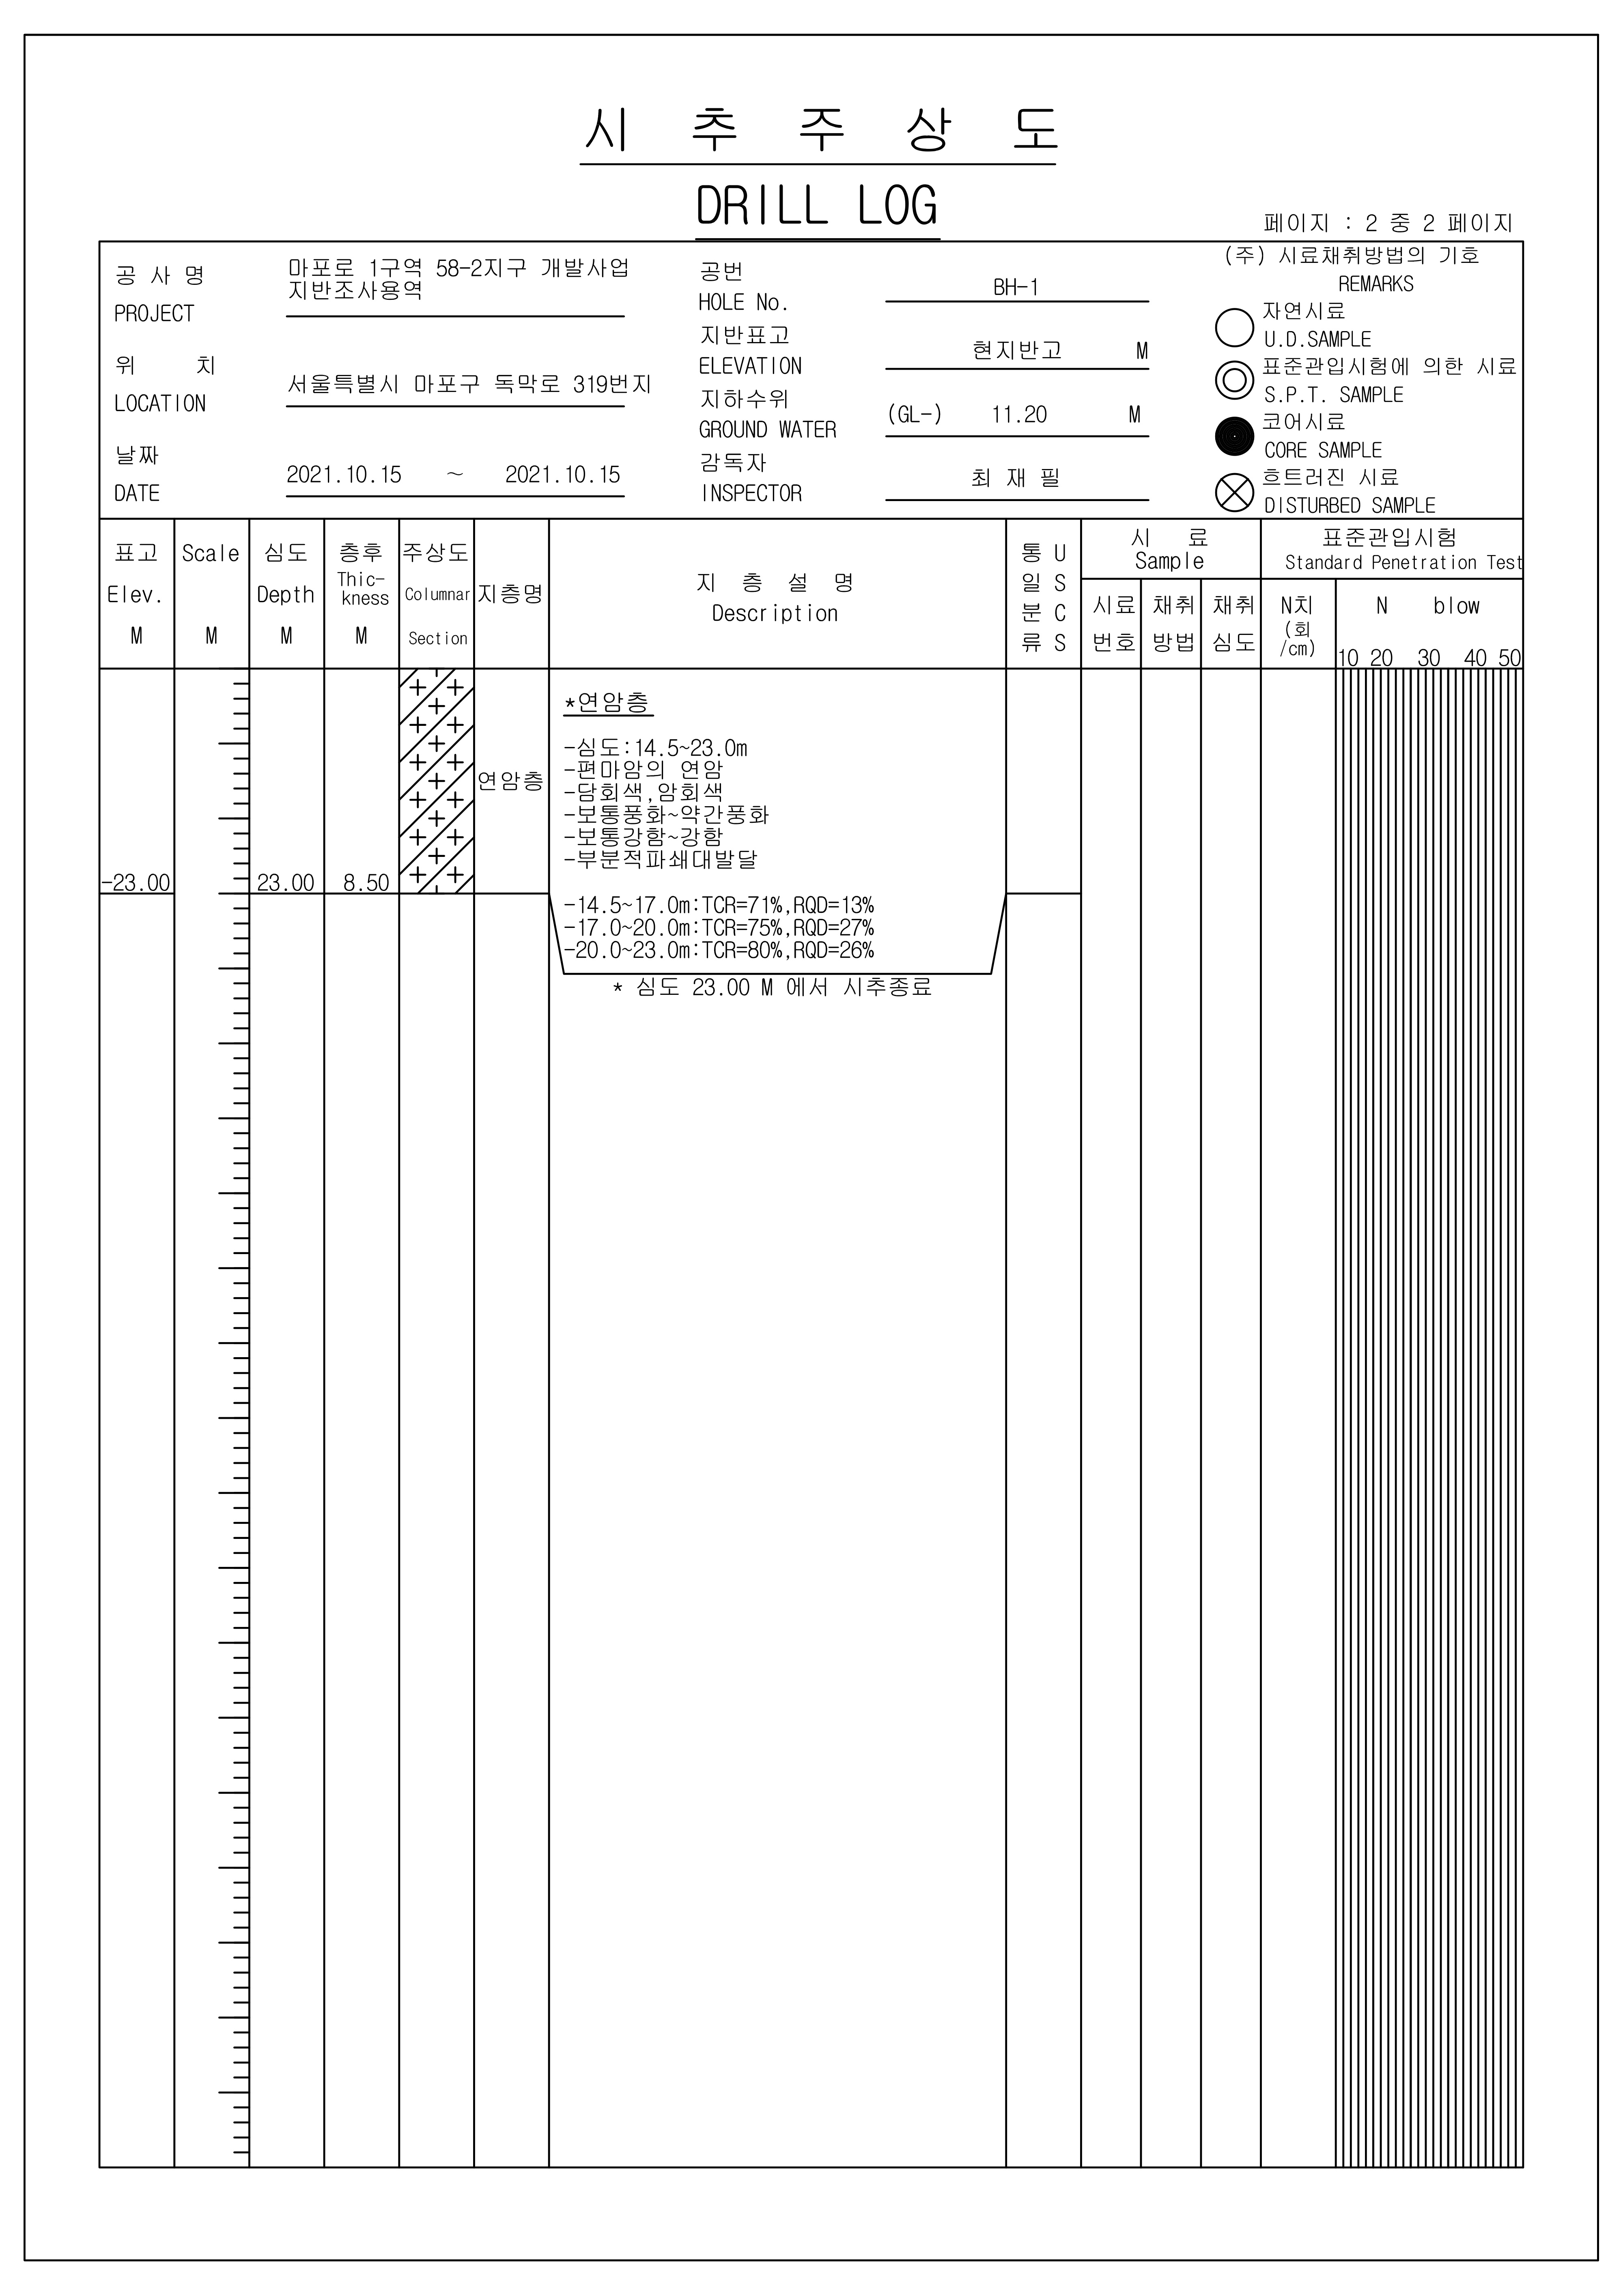 시 추 주 상 도
DRILL LOG
페이지 : 2 중 2 페이지
공 사 명
PROJECT
마포로 1구역 58-2지구 개발사업
지반조사용역
위 치
LOCATION
서울특별시 마포구 독막로 319번지
날짜
DATE
2021.10.15 ~ 2021.10.15
공번
HOLE No.
BH-1
지반표고
ELEVATION
현지반고 M
지하수위
GROUND WATER
(GL-) 11.20 M
감독자
INSPECTOR
최 재 필
(주) 시료채취방법의 기호
REMARKS
자연시료
U.D.SAMPLE
표준관입시험에 의한 시료
S.P.T. SAMPLE
코어시료
CORE SAMPLE
흐트러진 시료
DISTURBED SAMPLE
표고
Elev.
M
Scale
M
심도
Depth
M
층후
Thic-
kness
M
주상도
Columnar
Section
지층명
지 층 설 명
Description
통 U
일 S
분 C
류 S
시 료
Sample
시료
번호
채취
방법
채취
심도
표준관입시험
Standard Penetration Test
N치
(회
/cm)
N blow
10 20 30 40 50
*연암층
-심도:14.5~23.0m
-편마암의 연암
-담회색,암회색
-보통풍화~약간풍화
-보통강함~강함
-부분적파쇄대발달
연암층
-23.00 23.00 8.50
-14.5~17.0m:TCR=71%,RQD=13%
-17.0~20.0m:TCR=75%,RQD=27%
-20.0~23.0m:TCR=80%,RQD=26%
* 심도 23.00 M 에서 시추종료